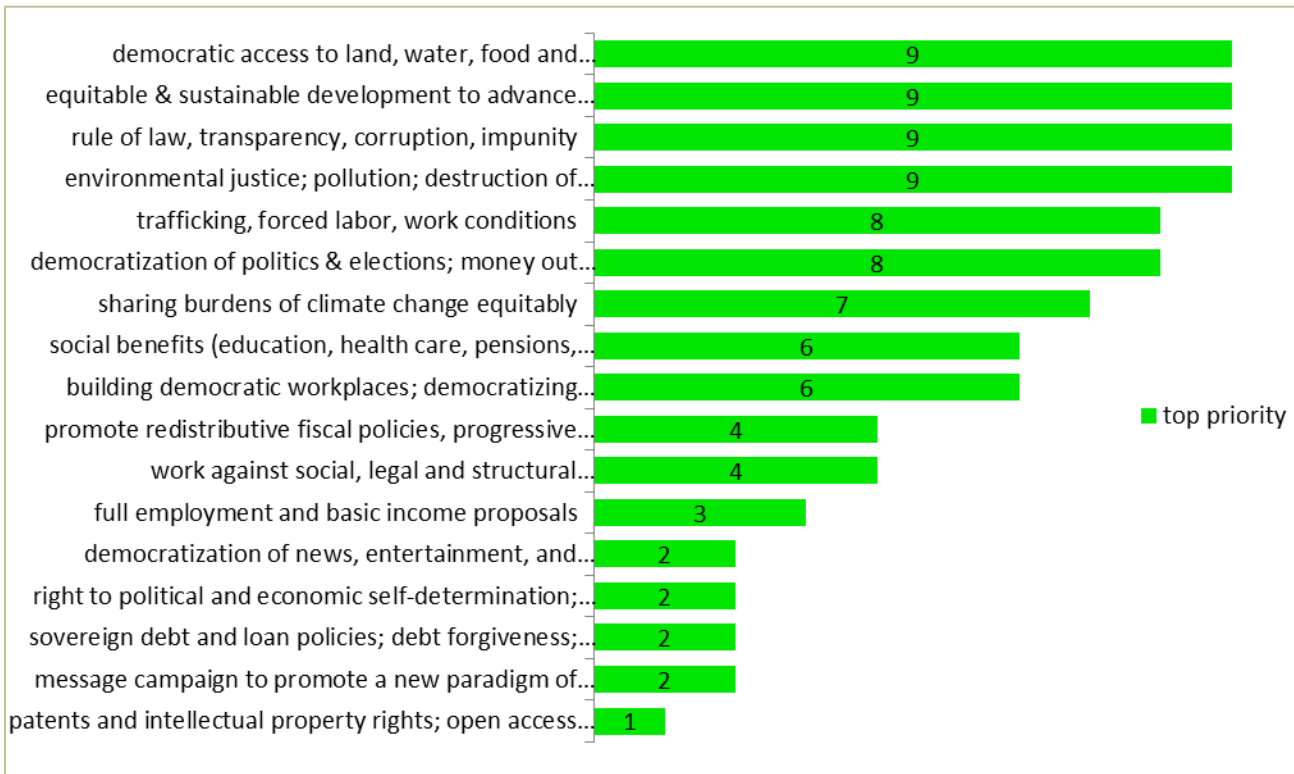 democratic access to land, water, food and... 9
equitable & sustainable development to advance... 9
rule of law, transparency, corruption, impunity 9
environmental justice; pollution; destruction of... 9
trafficking, forced labor, work conditions 8
democratization of politics & elections; money out... 8
sharing burdens of climate change equitably 7
social benefits (education, health care, pensions,... 6
building democratic workplaces; democratizing... 6
top priority
promote redistributive fiscal policies, progressive... 4
work against social, legal and structural... 4
full employment and basic income proposals 3
democratization of news, entertainment, and... 2
right to political and economic self-determination;... 2
sovereign debt and loan policies; debt forgiveness;... 2
message campaign to promote a new paradigm of... 2
patents and intellectual property rights; open access... 1